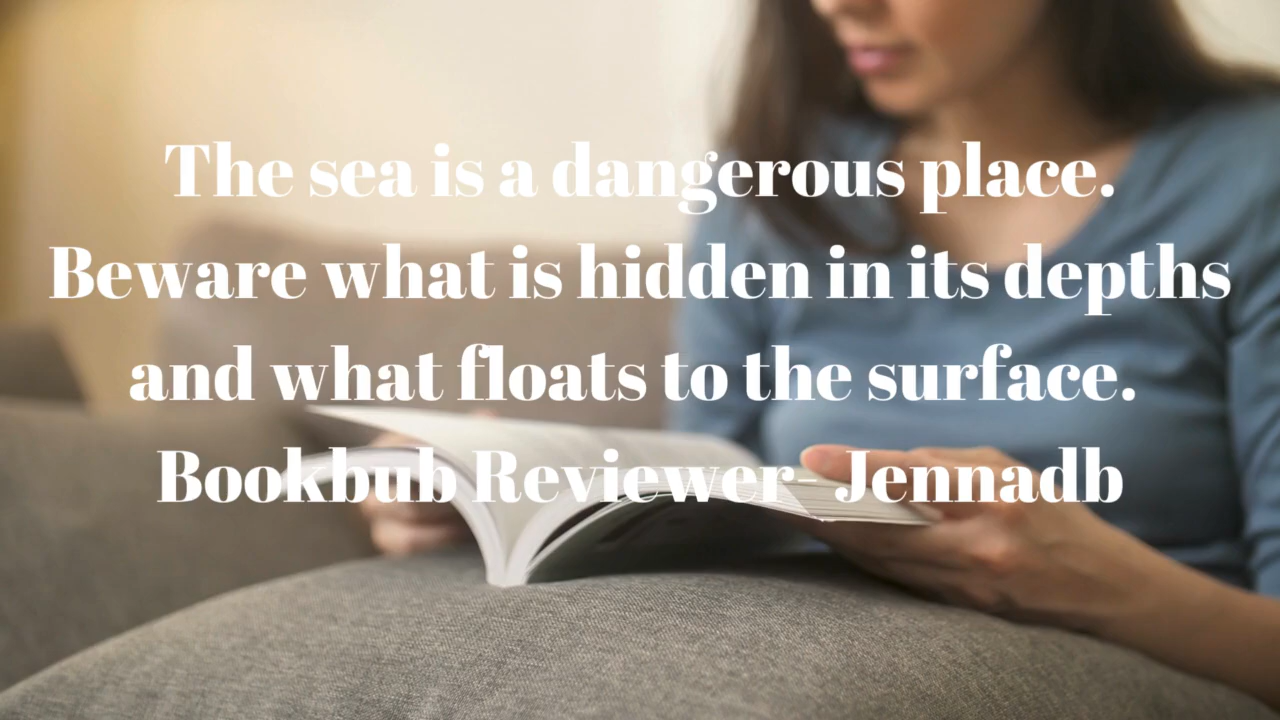 The sea is a dangerous place.
Beware what is hidden in its depths
and what floats to the surface.
Bookbub Reviewer- Jennadb